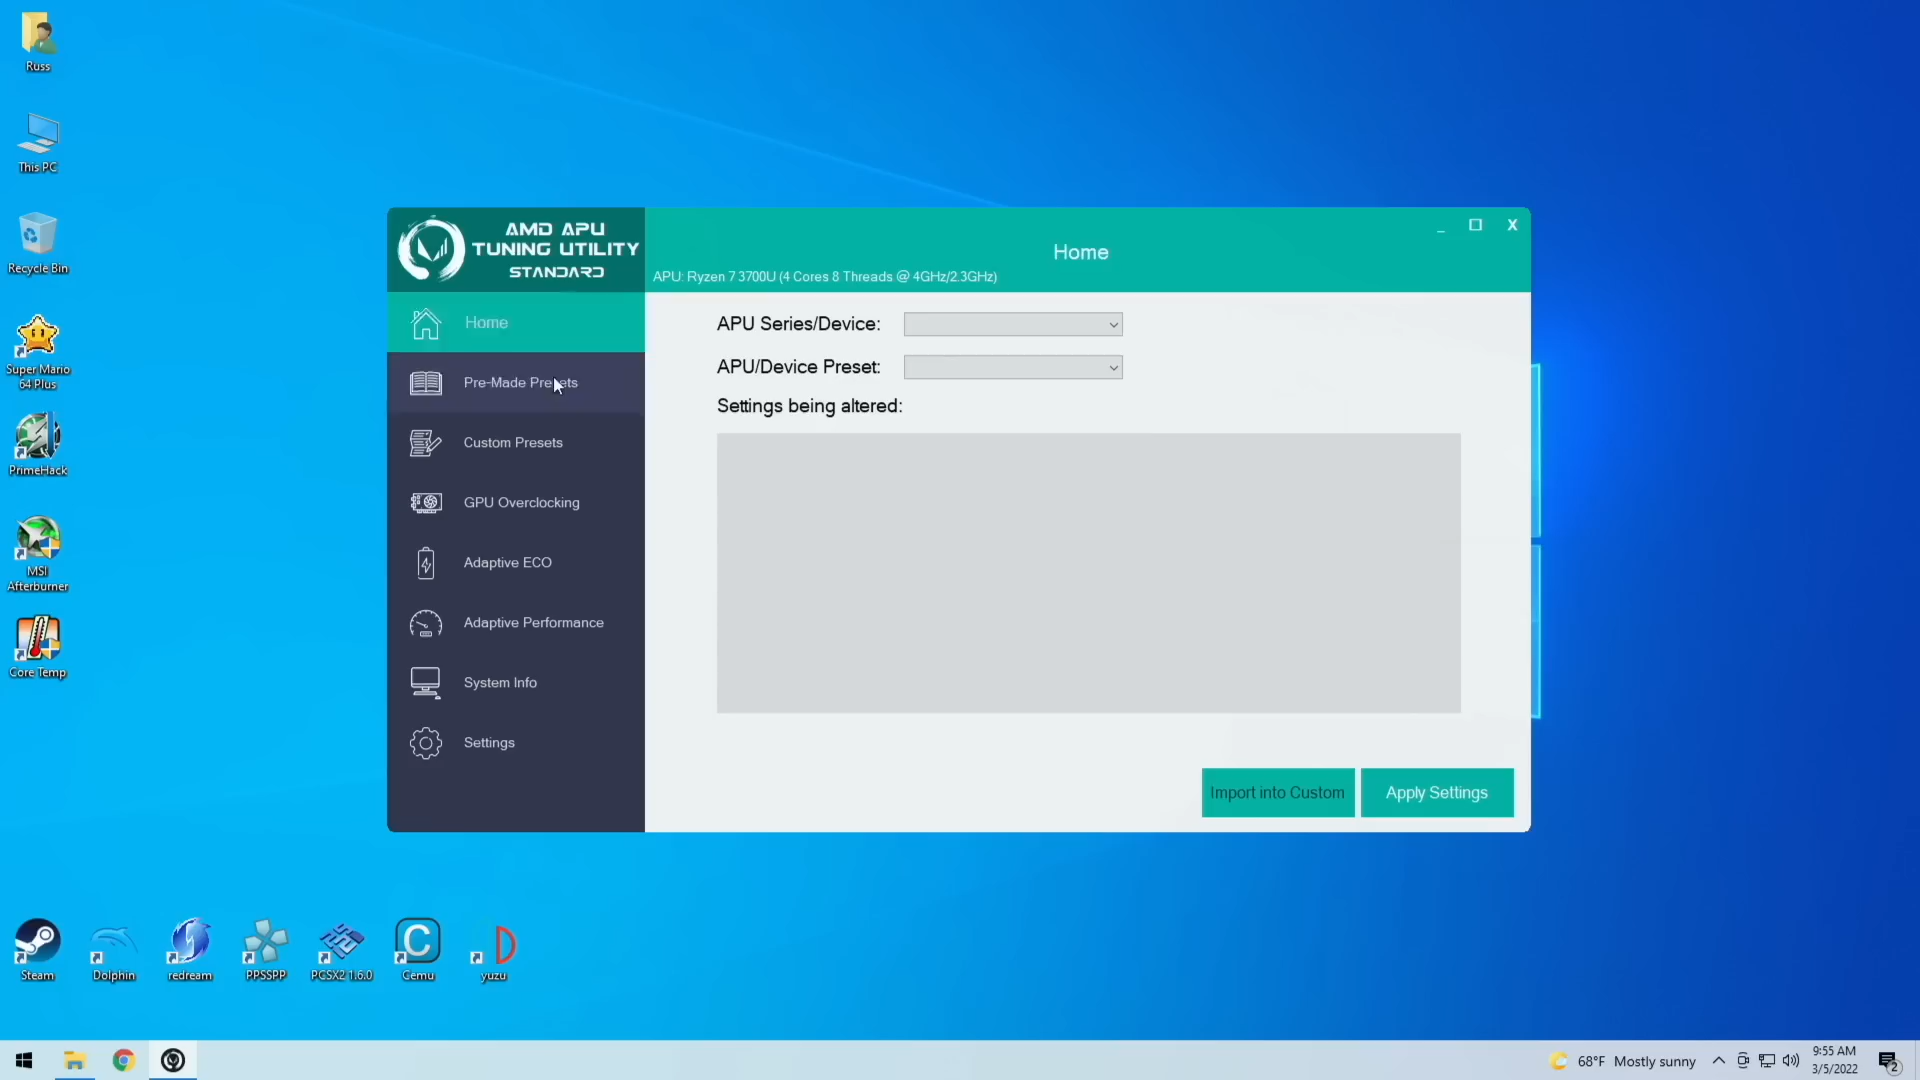 Russ
This PC
Recycle Bin
Super Mario
64 Plus
PrimeHack
MSI
Afterburner
Core Temp
AMD APU
TUNING UTILITY
STANDARD
Home
APU: Ryzen 7 3700U (4 Cores 8 Threads @ 4GHz/2.3GHz)
_ X
Home
Pre-Made Presets
Custom Presets
GPU Overclocking
Adaptive ECO
Adaptive Performance
System Info
Settings
APU Series/Device:
APU/Device Preset:
Settings being altered:
Import into Custom
Apply Settings
Steam
Dolphin
redream
PPSSPP
PCSX2 1.6.0
Cemu
yuzu
68°F Mostly sunny
9:55 AM
3/5/2022
2